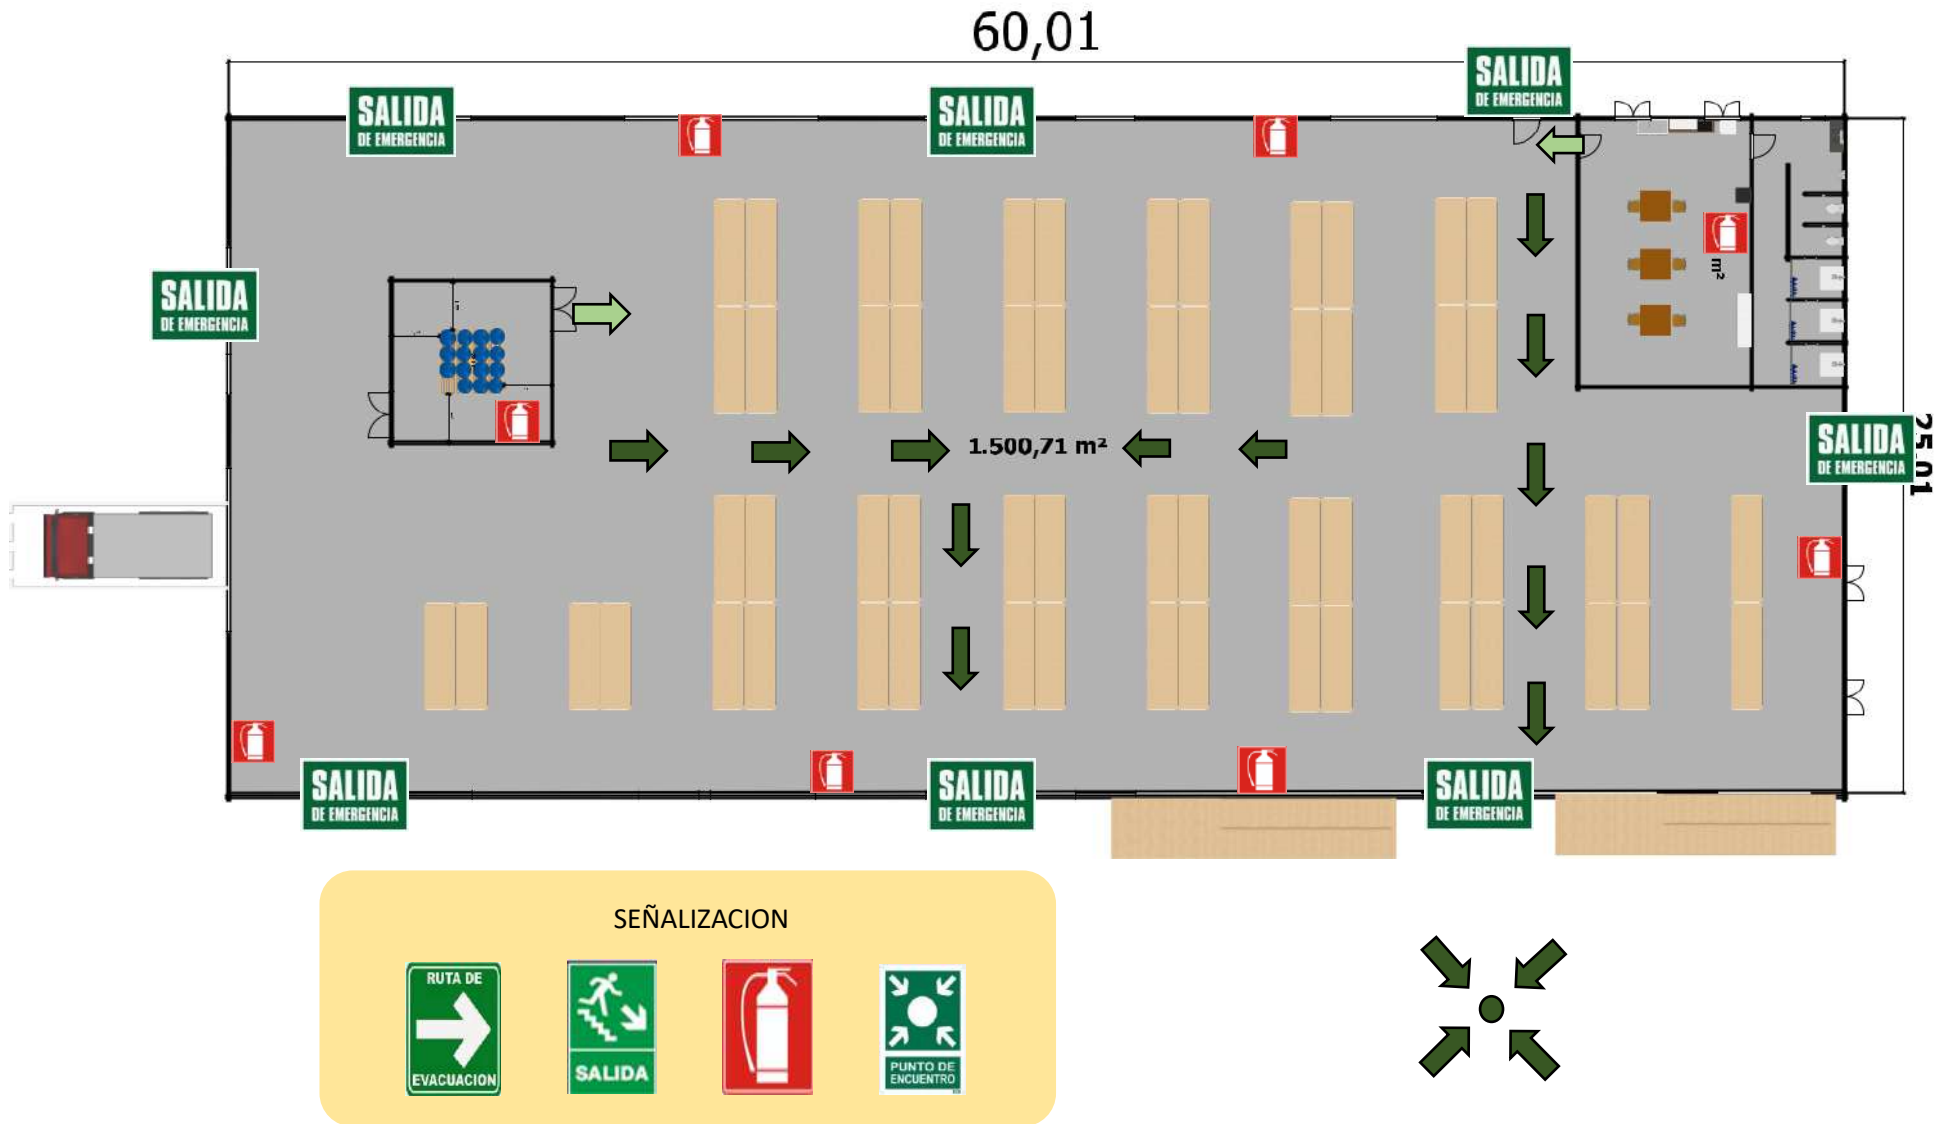 60,01
SALIDA
DE EMERGENCIA
SALIDA
DE EMERGENCIA
SALIDA
DE EMERGENCIA
SALIDA
DE EMERGENCIA
m²
1.500,71 m²
SALIDA
DE EMERGENCIA
25,01
SALIDA
DE EMERGENCIA
SALIDA
DE EMERGENCIA
SALIDA
DE EMERGENCIA
SEÑALIZACION
RUTA DE
EVACUACION
SALIDA
PUNTO DE
ENCUENTRO